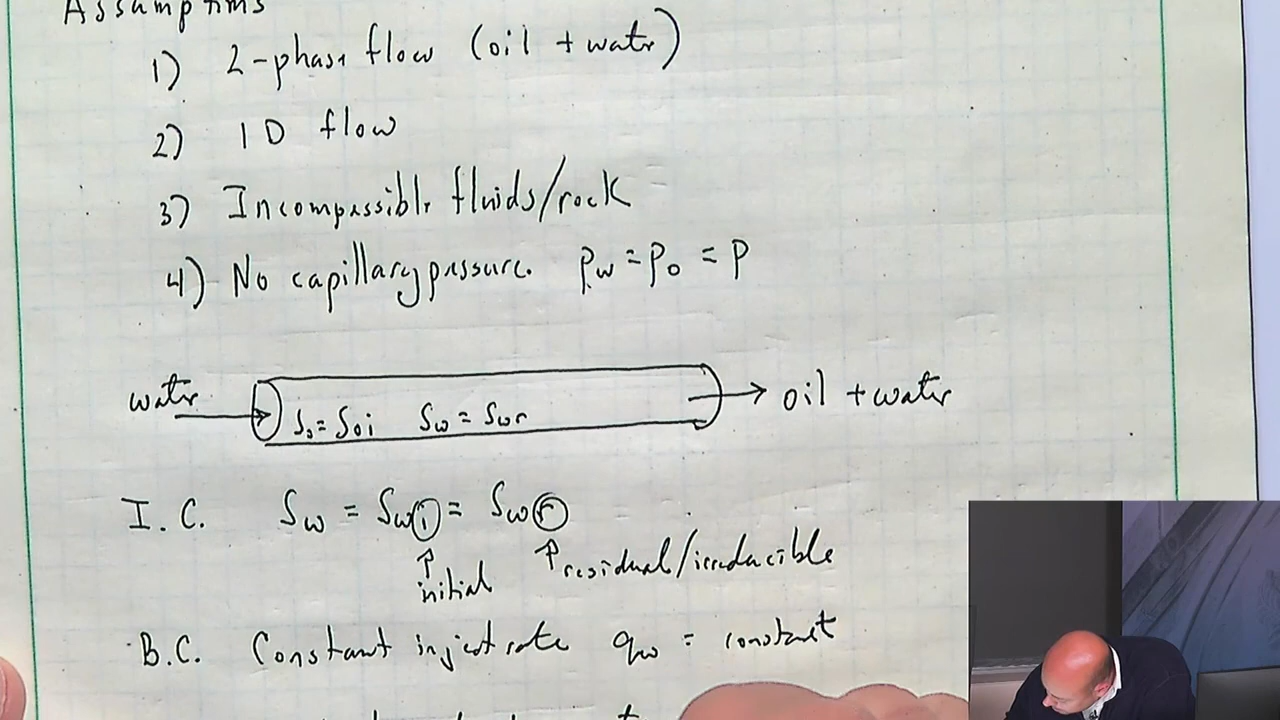 Assumptions
1) 2-phase flow (oil + water)
2) 1D flow
3) Incompressible fluids/rock
4) No capillary pressure. Pw = Po = P
water → So = Soi Sw = Swr → oil + water
I.C. Sw = Swi = Swr
initial residual/irreducible
B.C. Constant inject rate qw = constant